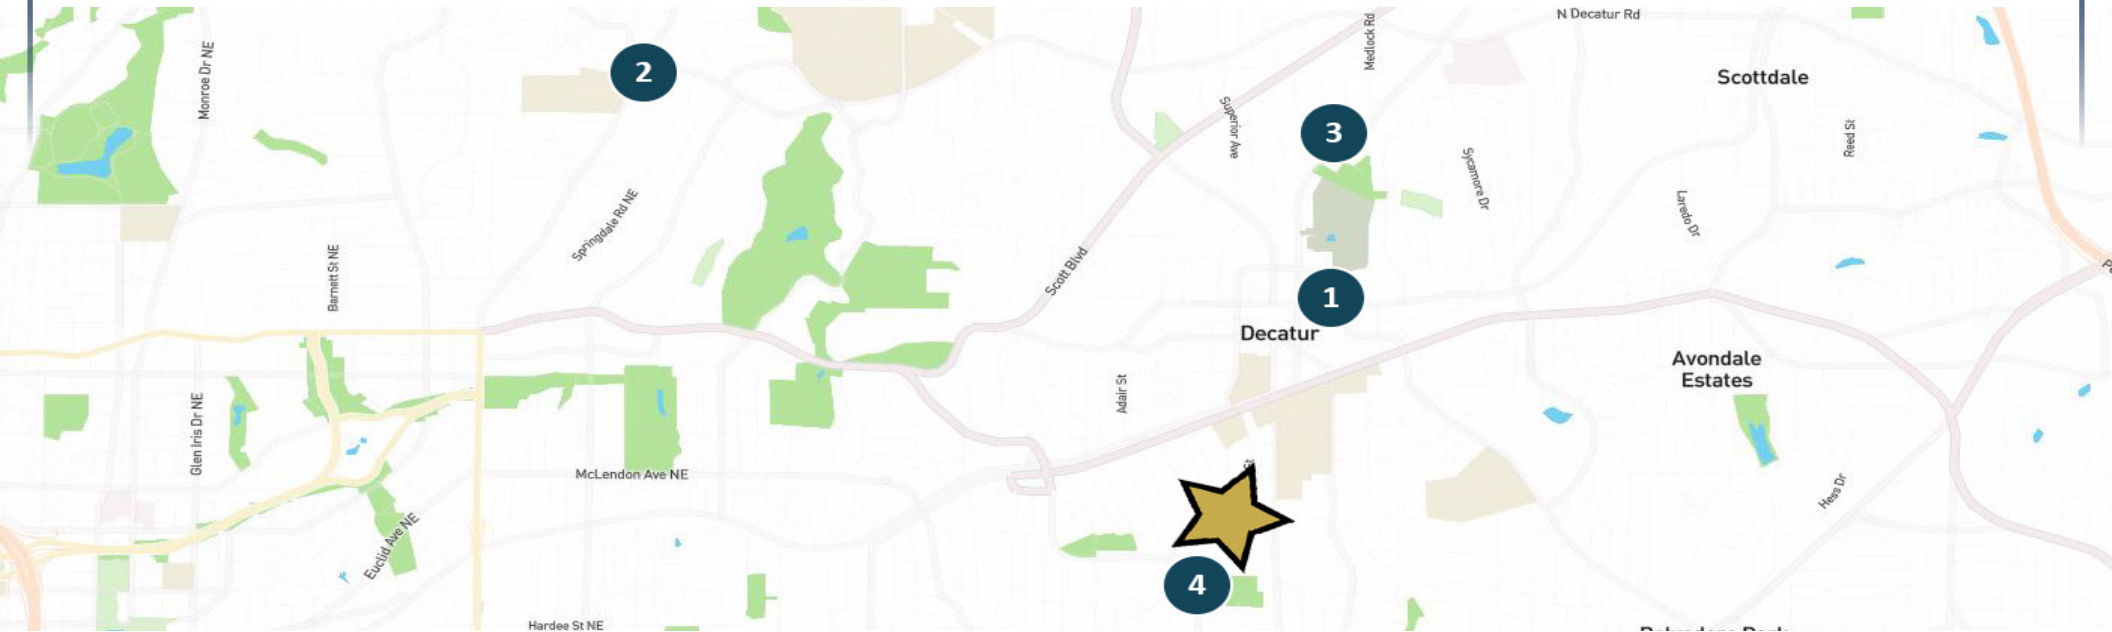 N Decatur Rd
Medlock Rd
Monroe Dr NE
2
Scottdale
Superior Ave
3
Reed St
Sycamore Dr
Springdale Rd NE
Laredo Dr
Barnett St NE
Scott Blvd
1
Decatur
Avondale
Estates
Adair St
Glen Iris Dr NE
McLendon Ave NE
St
Hess Dr
Euclid Ave NE
4
Hardee St NE